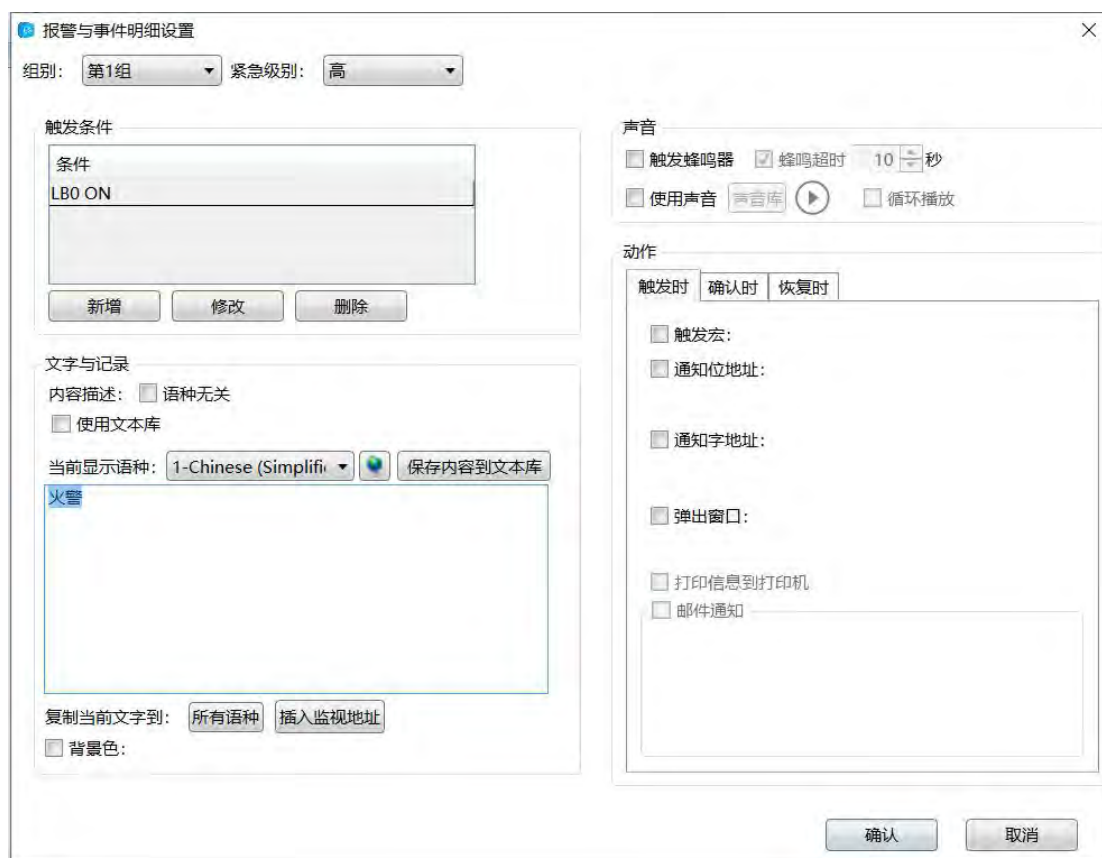 报警与事件明细设置
组别： 第1组 紧急级别： 高
触发条件
条件
LB0 ON
新增 修改 删除
文字与记录
内容描述： 语种无关
使用文本库
当前显示语种： 1-Chinese (Simplifi 保存内容到文本库
火警
复制当前文字到： 所有语种 插入监视地址
背景色：
声音
触发蜂鸣器 蜂鸣超时 10 秒
使用声音 声音库 循环播放
动作
触发时 确认时 恢复时
触发宏：
通知位地址：
通知字地址：
弹出窗口：
打印信息到打印机
邮件通知
确认 取消